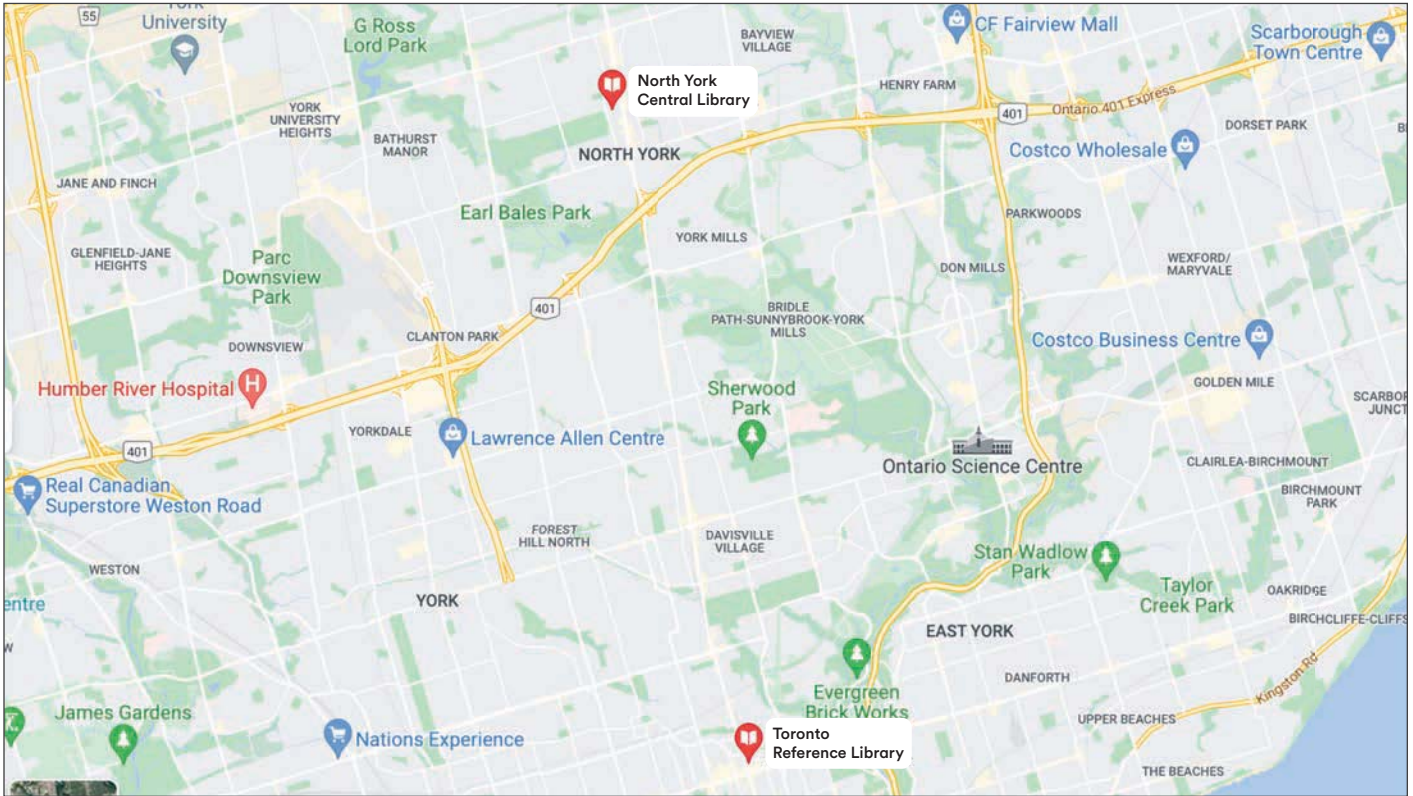 55
York
University
G Ross
Lord Park
BAYVIEW
VILLAGE
CF Fairview Mall
Scarborough
Town Centre
North York
Central Library
HENRY FARM
401
Ontario 401 Express
YORK
UNIVERSITY
HEIGHTS
BATHURST
MANOR
NORTH YORK
DORSET PARK
Costco Wholesale
JANE AND FINCH
Earl Bales Park
PARKWOODS
GLENFIELD-JANE
HEIGHTS
Parc
Downsview
Park
YORK MILLS
DON MILLS
WEXFORD/
MARYVALE
401
BRIDLE
PATH-SUNNYBROOK-YORK
MILLS
DOWNSVIEW
CLANTON PARK
Costco Business Centre
Humber River Hospital
H
Sherwood
Park
GOLDEN MILE
SCARBOR
JUNCT
401
YORKDALE
Lawrence Allen Centre
Ontario Science Centre
CLAIRLEA-BIRCHMOUNT
Real Canadian
Superstore Weston Road
BIRCHMOUNT
PARK
FOREST
HILL NORTH
DAVISVILLE
VILLAGE
Stan Wadlow
Park
WESTON
Taylor
Creek Park
OAKRIDGE
entre
YORK
EAST YORK
BIRCHCLIFFE-CLIFFS
W
DANFORTH
Kingston Rd
Evergreen
Brick Works
James Gardens
UPPER BEACHES
Nations Experience
Toronto
Reference Library
THE BEACHES